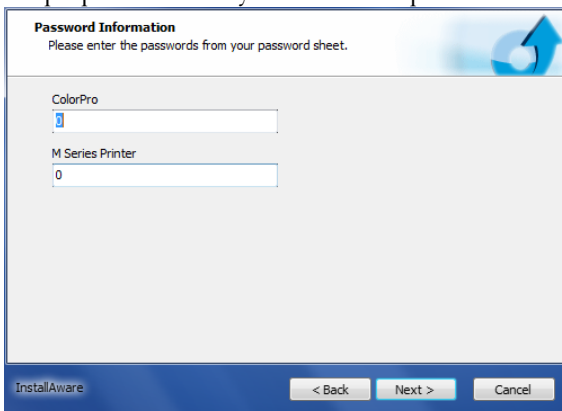 Password Information
Please enter the passwords from your password sheet.
ColorPro
0
M Series Printer
0
InstallAware
< Back
Next >
Cancel